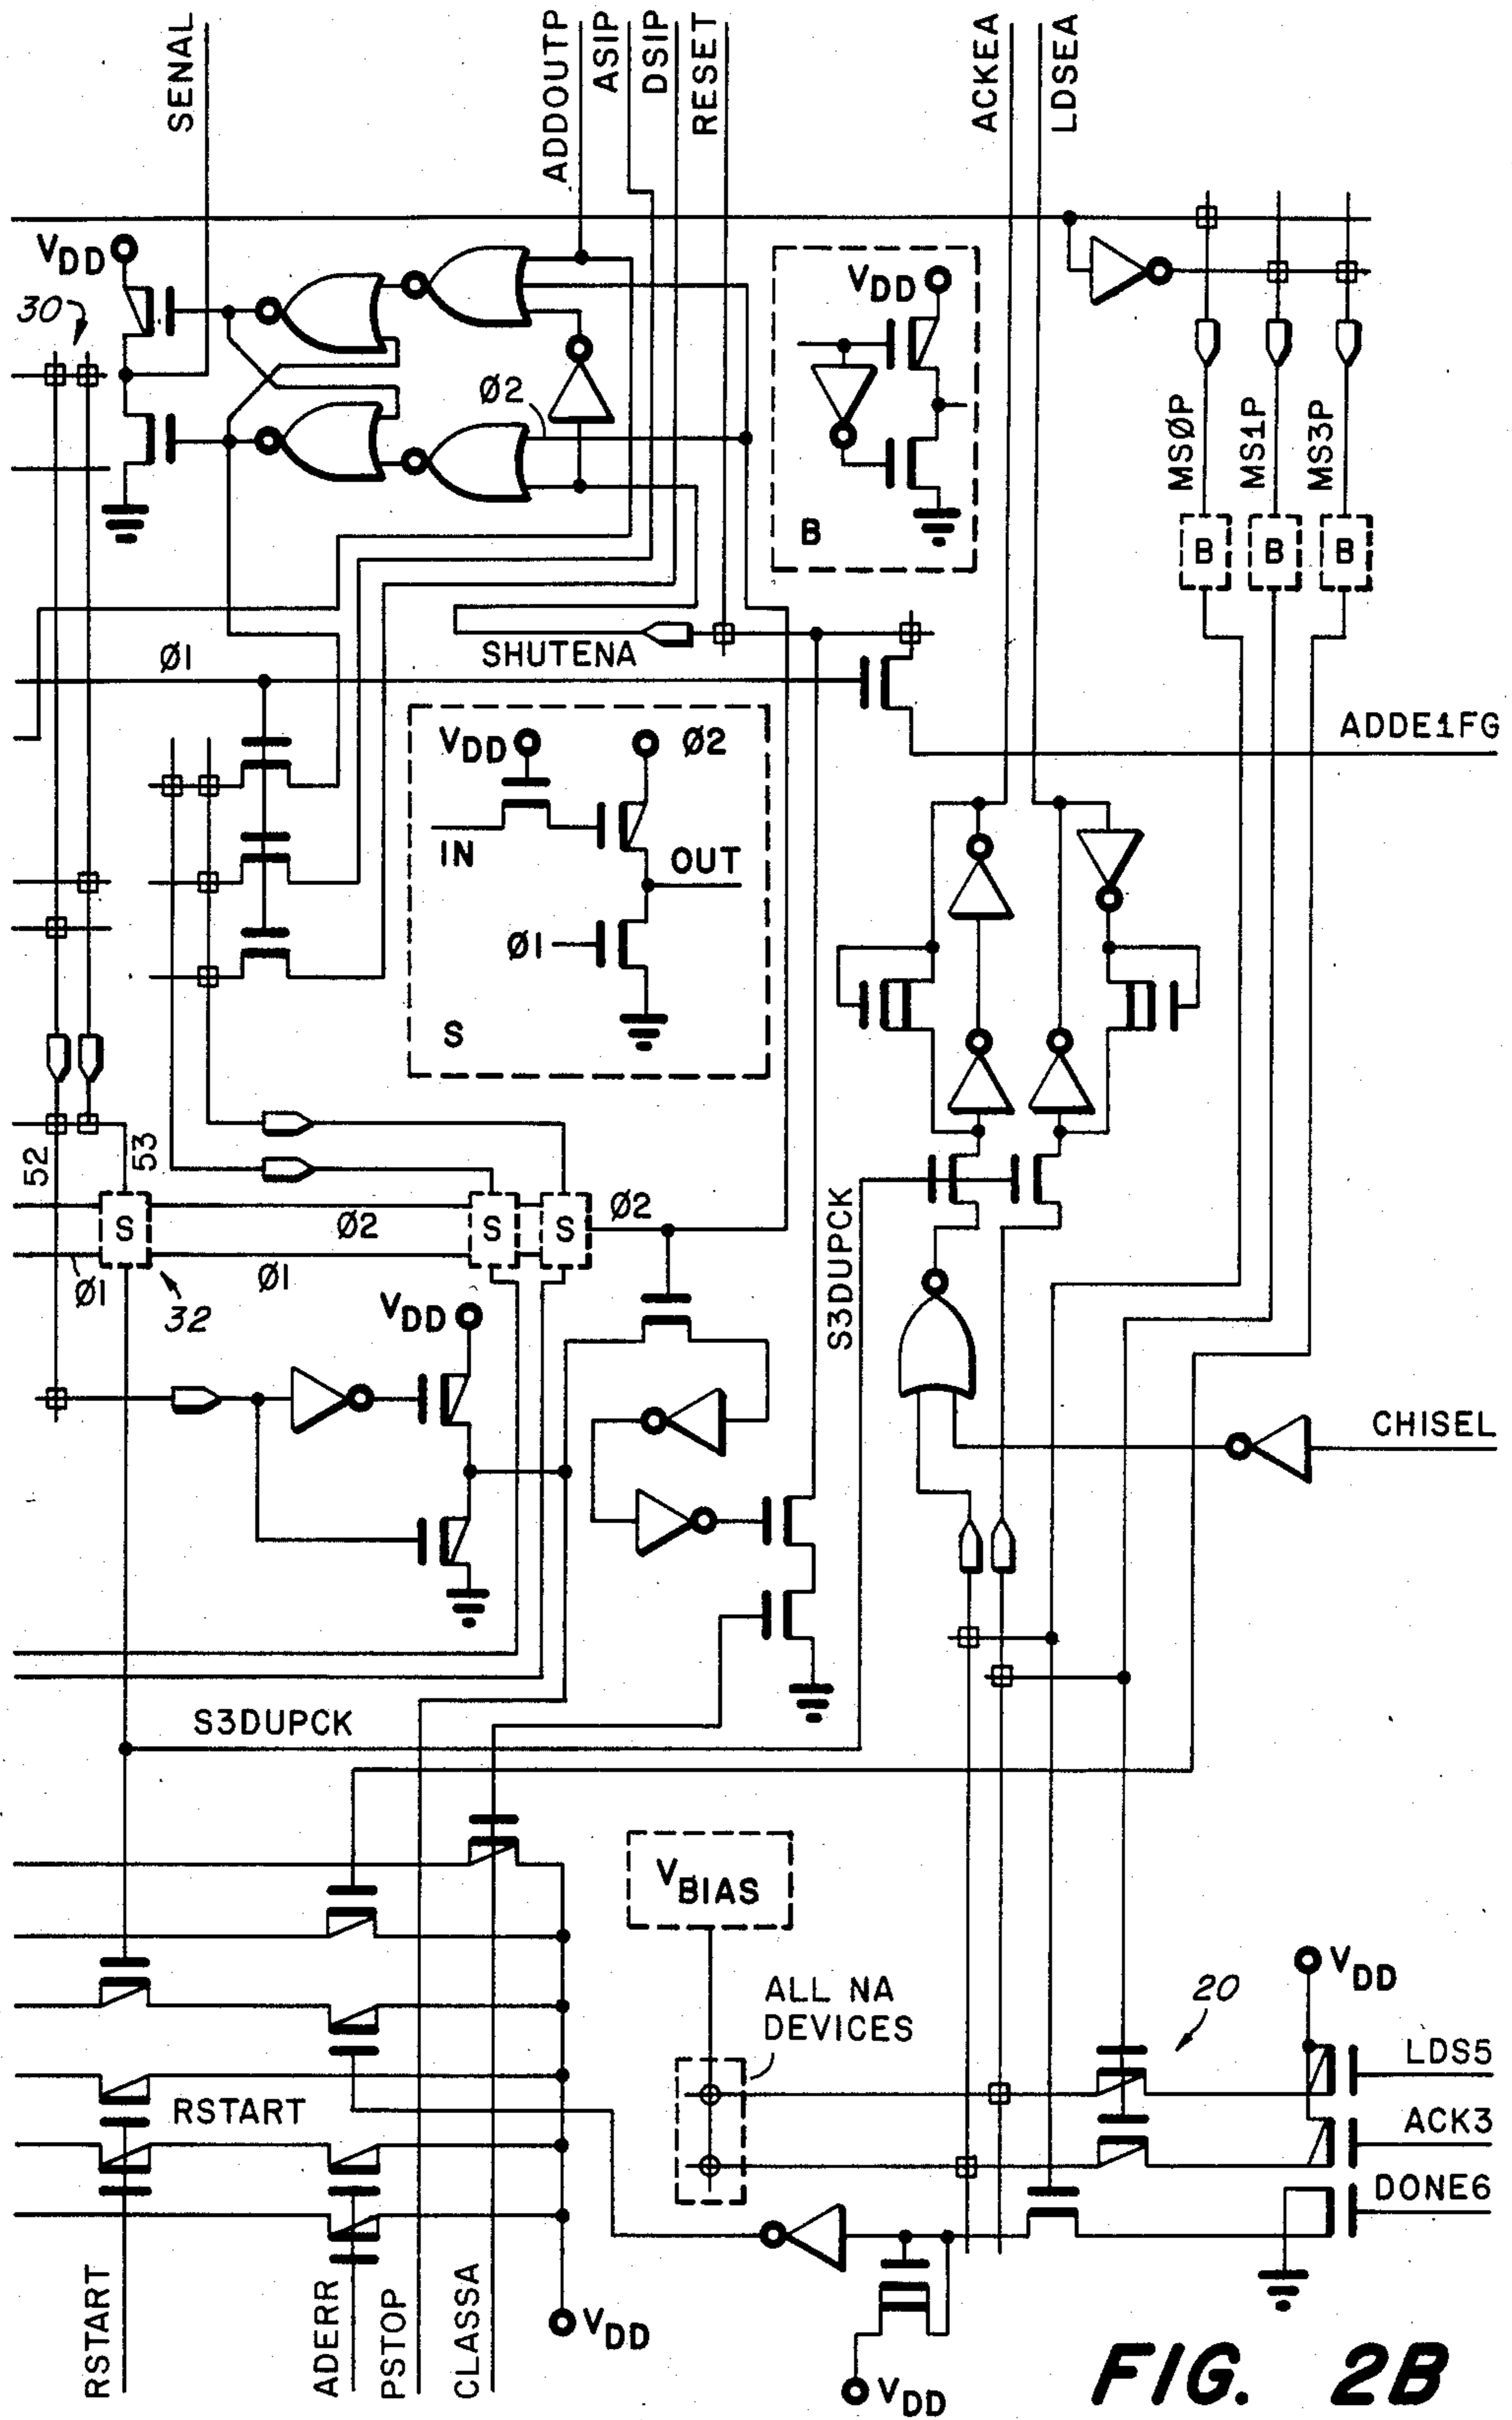 SENAL
ADDOUTP
ASIP
DSIP
RESET
ACKEA
LDSEA
VDD
30
Ø2
VDD
B
MSØP
MS1P
MS3P
B
B
B
Ø1
SHUTENA
ADDE1FG
VDD
Ø2
IN
OUT
Ø1
S
52
53
S
Ø2
S
S
Ø2
Ø1
Ø1
32
S3DUPCK
VDD
CHISEL
S3DUPCK
VBIAS
ALL NA
DEVICES
20
VDD
LDS5
ACK3
DONE6
RSTART
RSTART
ADERR
PSTOP
CLASSA
VDD
VDD
FIG. 2B